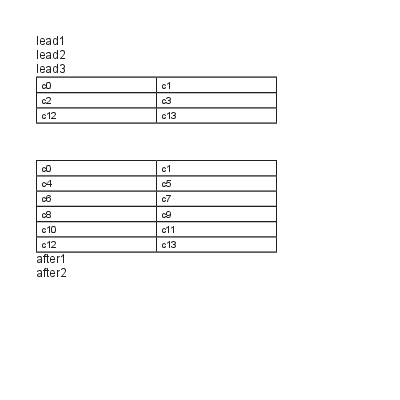 lead1
lead2
lead3
c0 c1
c2 c3
c12 c13
c0 c1
c4 c5
c6 c7
c8 c9
c10 c11
c12 c13
after1
after2